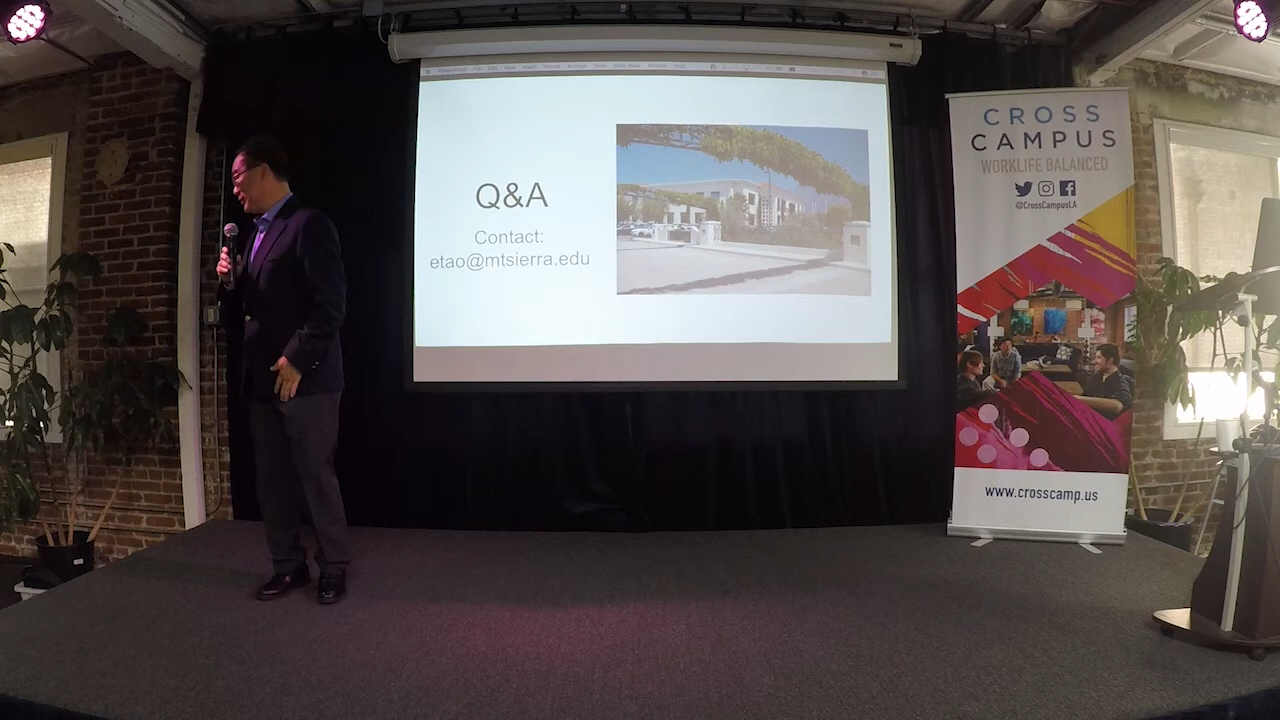 Q&A
Contact:
etao@mtsierra.edu
CROSS
CAMPUS
WORKLIFE BALANCED
@CrossCampusLA
www.crosscamp.us